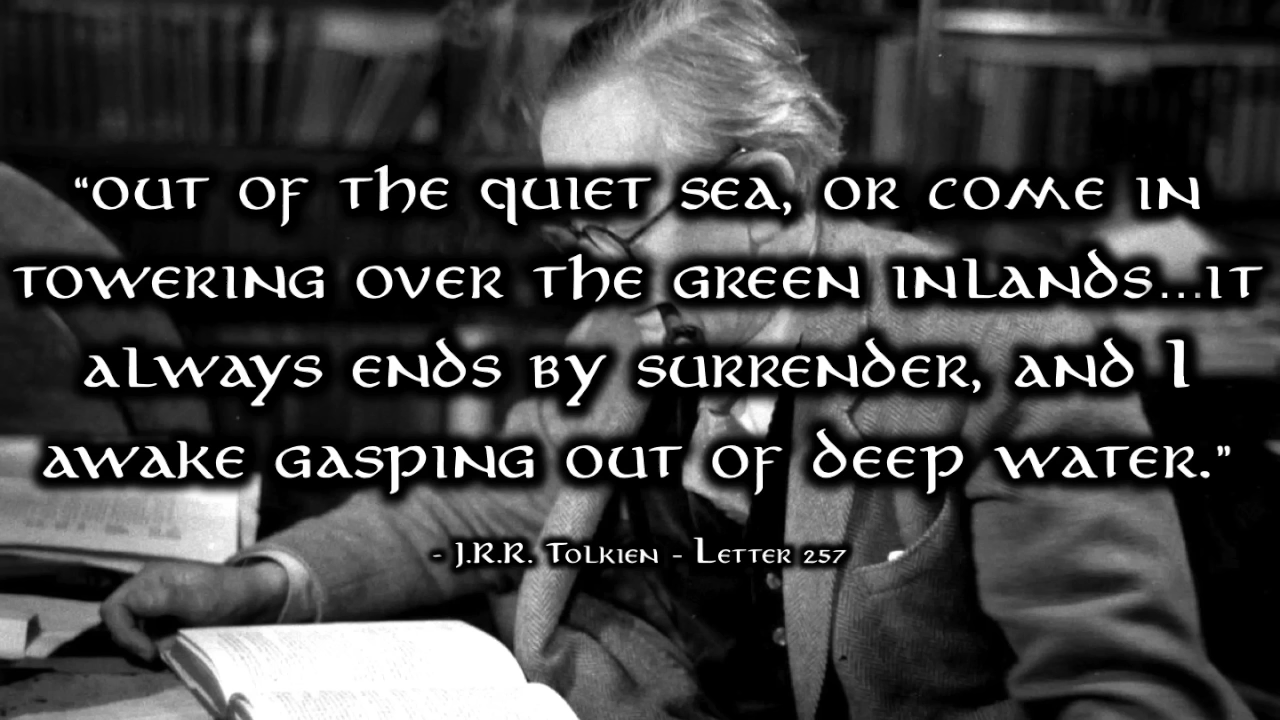 “OUT OF THE QUIET SEA, OR COME IN
TOWERING OVER THE GREEN INLANDS...IT
ALWAYS ENDS BY SURRENDER, AND I
AWAKE GASPING OUT OF DEEP WATER.”
- J.R.R. TOLKIEN - LETTER 257